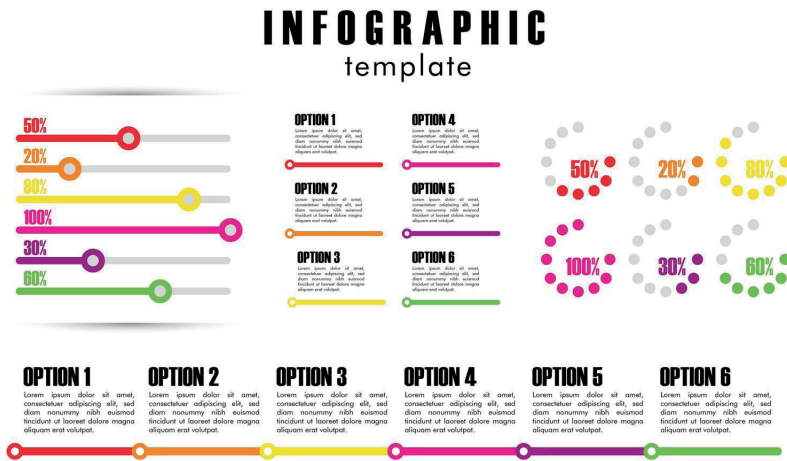 INFOGRAPHIC
template
50%
20%
80%
100%
30%
60%
OPTION 1
Lorem ipsum dolor sit amet,
consectetuer adipiscing elit, sed
diam nonummy nibh euismod
tincidunt ut laoreet dolore magna
aliquam erat volutpat.
OPTION 2
Lorem ipsum dolor sit amet,
consectetuer adipiscing elit, sed
diam nonummy nibh euismod
tincidunt ut laoreet dolore magna
aliquam erat volutpat.
OPTION 3
Lorem ipsum dolor sit amet,
consectetuer adipiscing elit, sed
diam nonummy nibh euismod
tincidunt ut laoreet dolore magna
aliquam erat volutpat.
OPTION 4
Lorem ipsum dolor sit amet,
consectetuer adipiscing elit, sed
diam nonummy nibh euismod
tincidunt ut laoreet dolore magna
aliquam erat volutpat.
OPTION 5
Lorem ipsum dolor sit amet,
consectetuer adipiscing elit, sed
diam nonummy nibh euismod
tincidunt ut laoreet dolore magna
aliquam erat volutpat.
OPTION 6
Lorem ipsum dolor sit amet,
consectetuer adipiscing elit, sed
diam nonummy nibh euismod
tincidunt ut laoreet dolore magna
aliquam erat volutpat.
50%
20%
80%
100%
30%
60%
OPTION 1
Lorem ipsum dolor sit amet,
consectetuer adipiscing elit, sed
diam nonummy nibh euismod
tincidunt ut laoreet dolore magna
aliquam erat volutpat.
OPTION 2
Lorem ipsum dolor sit amet,
consectetuer adipiscing elit, sed
diam nonummy nibh euismod
tincidunt ut laoreet dolore magna
aliquam erat volutpat.
OPTION 3
Lorem ipsum dolor sit amet,
consectetuer adipiscing elit, sed
diam nonummy nibh euismod
tincidunt ut laoreet dolore magna
aliquam erat volutpat.
OPTION 4
Lorem ipsum dolor sit amet,
consectetuer adipiscing elit, sed
diam nonummy nibh euismod
tincidunt ut laoreet dolore magna
aliquam erat volutpat.
OPTION 5
Lorem ipsum dolor sit amet,
consectetuer adipiscing elit, sed
diam nonummy nibh euismod
tincidunt ut laoreet dolore magna
aliquam erat volutpat.
OPTION 6
Lorem ipsum dolor sit amet,
consectetuer adipiscing elit, sed
diam nonummy nibh euismod
tincidunt ut laoreet dolore magna
aliquam erat volutpat.